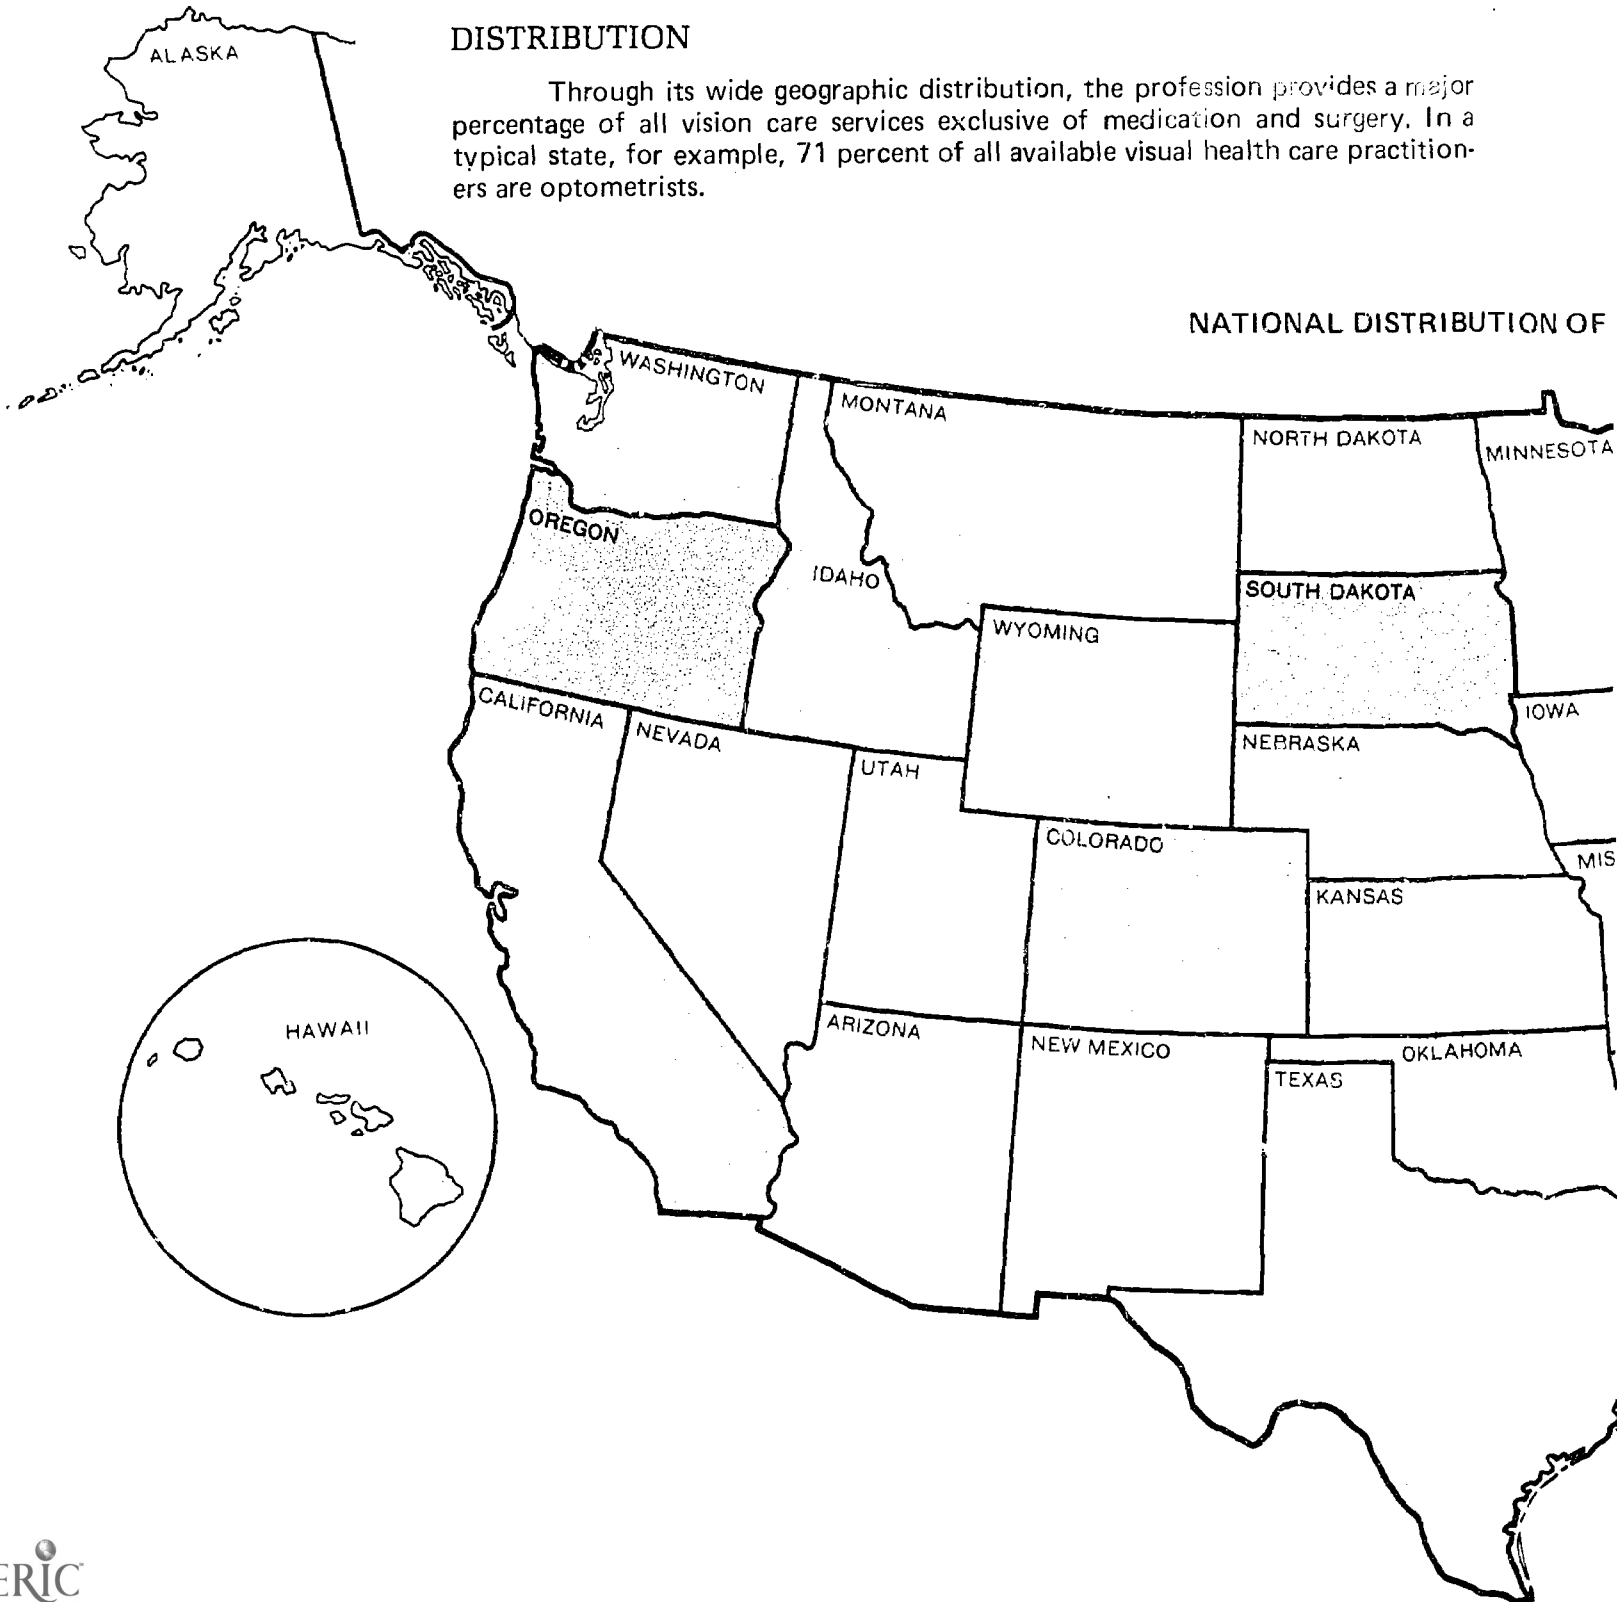 DISTRIBUTION
Through its wide geographic distribution, the profession provides a major
percentage of all vision care services exclusive of medication and surgery. In a
typical state, for example, 71 percent of all available visual health care practition-
ers are optometrists.
NATIONAL DISTRIBUTION OF
ALASKA
WASHINGTON
MONTANA
NORTH DAKOTA
MINNESOTA
OREGON
IDAHO
SOUTH DAKOTA
WYOMING
CALIFORNIA
NEVADA
UTAH
NEBRASKA
IOWA
COLORADO
KANSAS
MIS
HAWAII
ARIZONA
NEW MEXICO
OKLAHOMA
TEXAS
ERIC